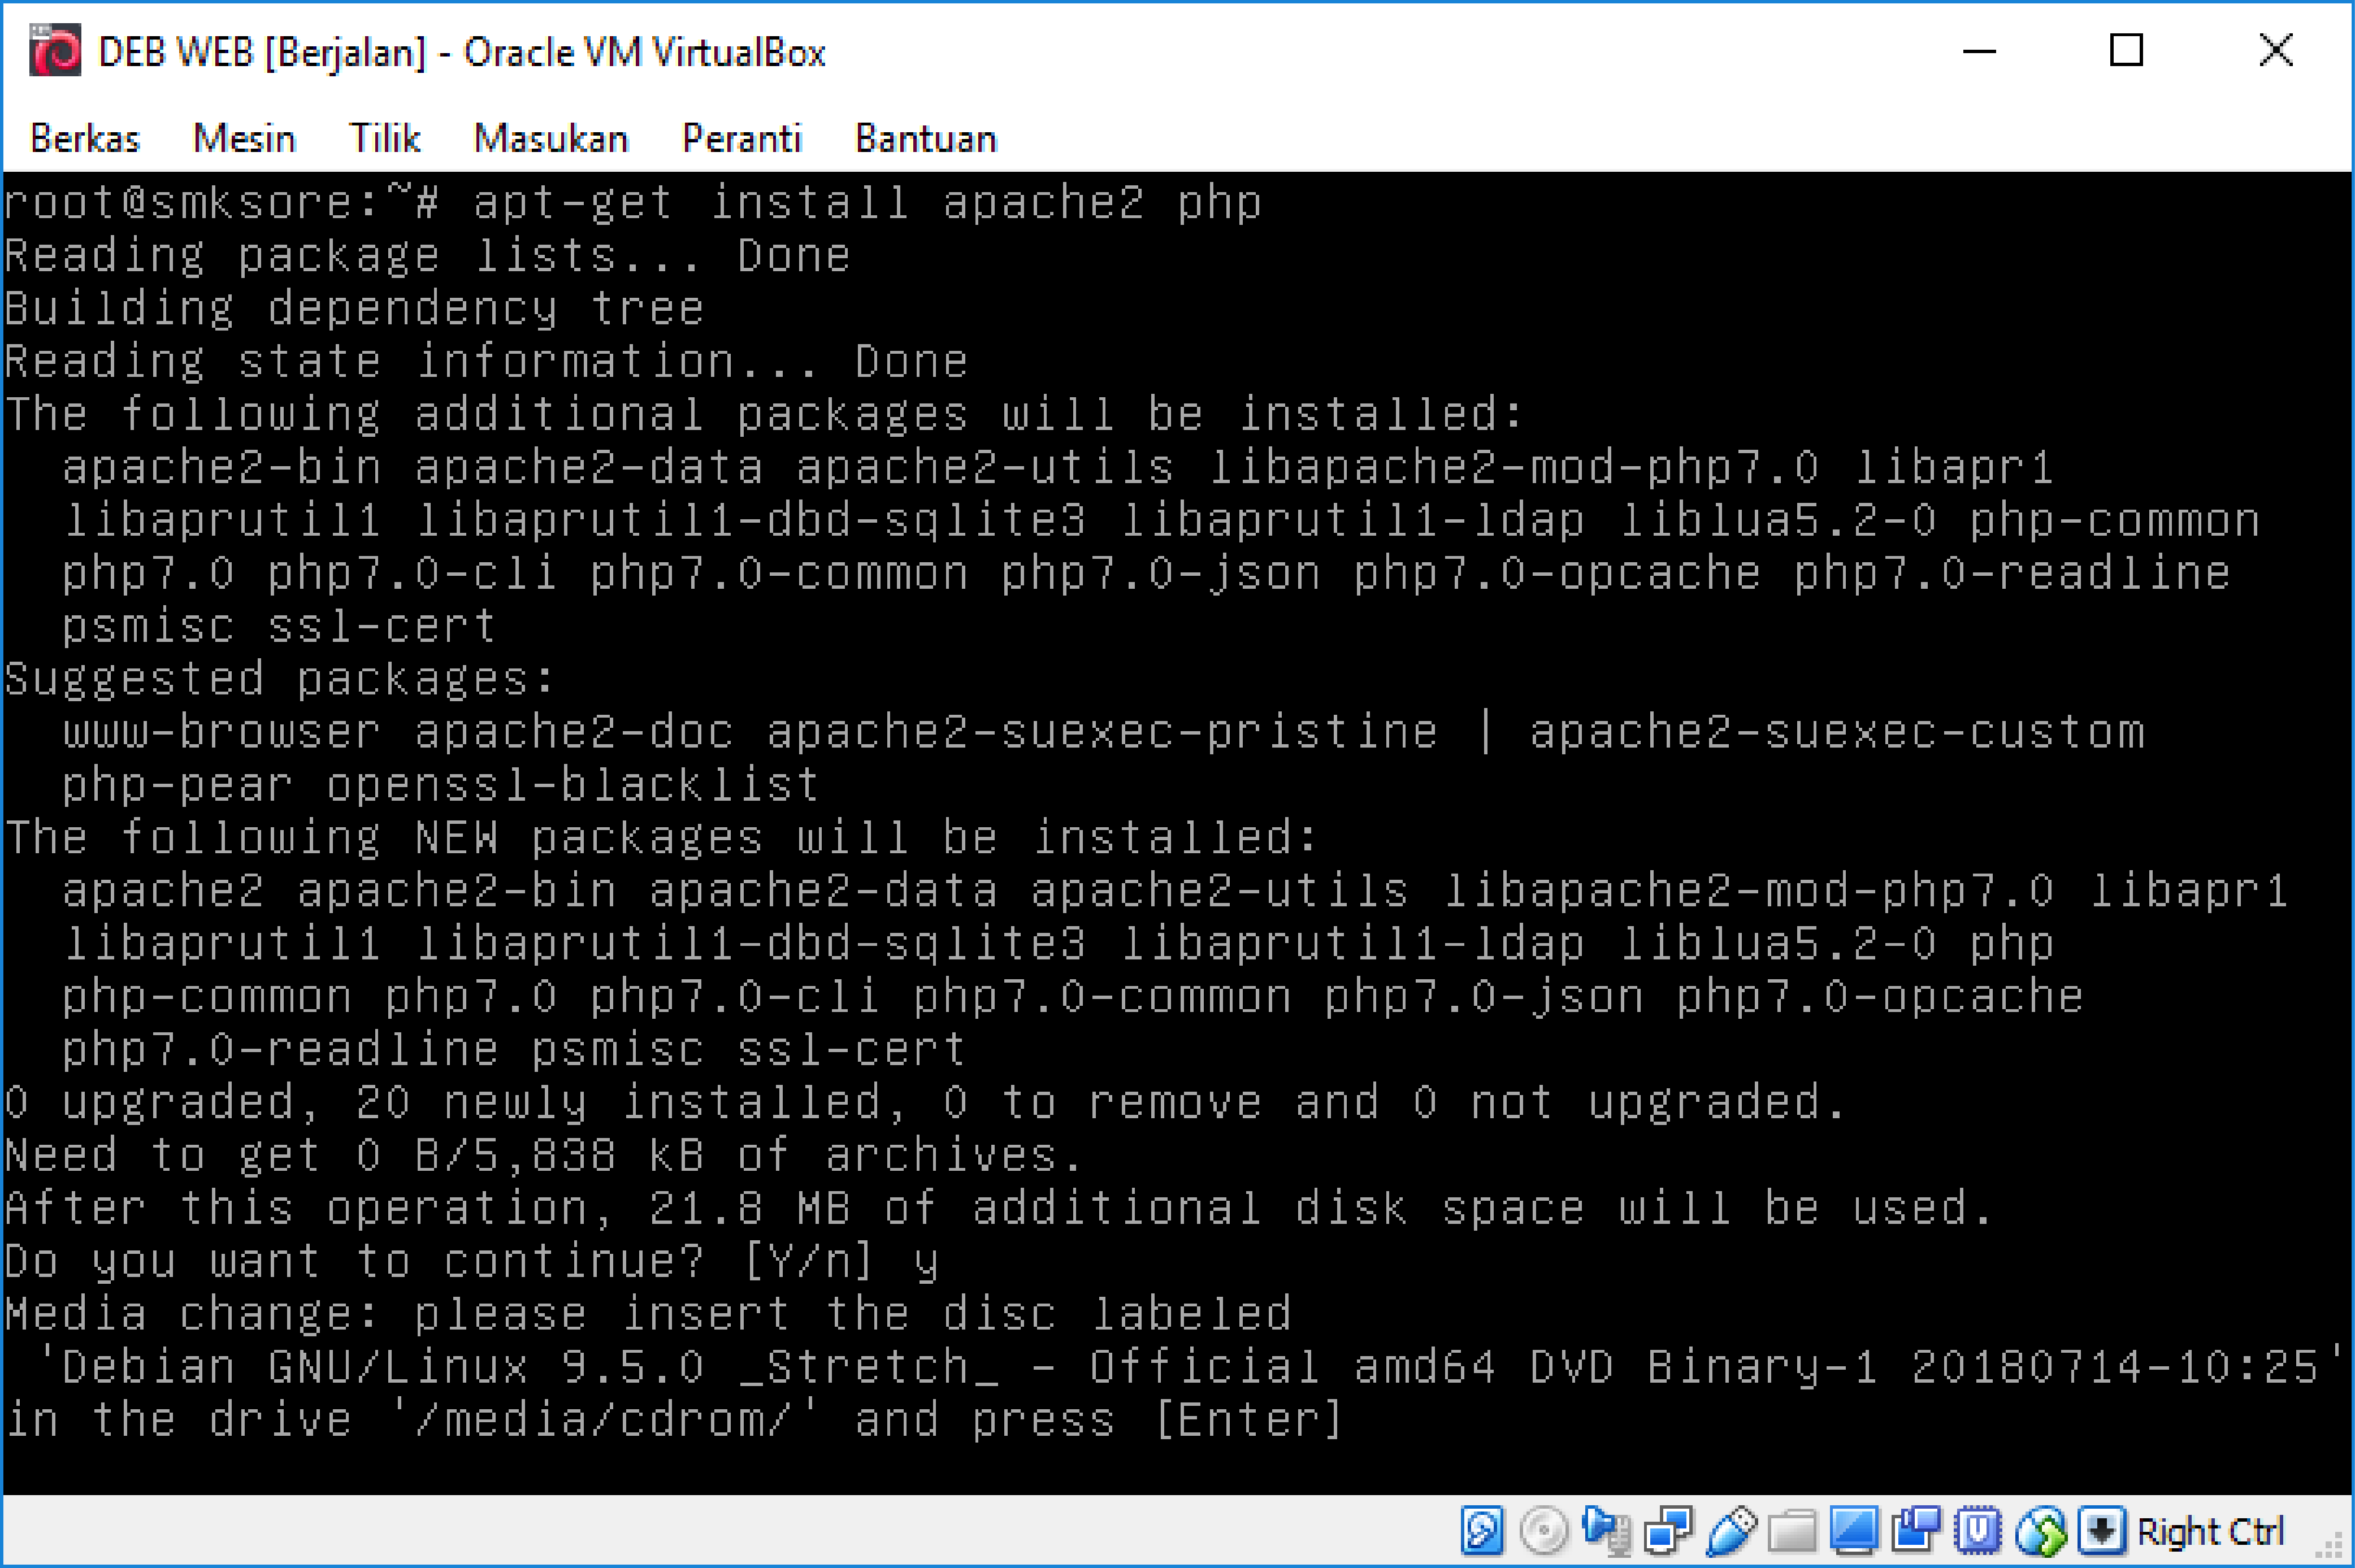 DEB WEB [Berjalan] - Oracle VM VirtualBox
Berkas Mesin Tilik Masukan Peranti Bantuan
root@smksore:~# apt-get install apache2 php
Reading package lists... Done
Building dependency tree
Reading state information... Done
The following additional packages will be installed:
  apache2-bin apache2-data apache2-utils libapache2-mod-php7.0 libapr1
  libaprutil1 libaprutil1-dbd-sqlite3 libaprutil1-ldap liblua5.2-0 php-common
  php7.0 php7.0-cli php7.0-common php7.0-json php7.0-opcache php7.0-readline
  psmisc ssl-cert
Suggested packages:
  www-browser apache2-doc apache2-suexec-pristine | apache2-suexec-custom
  php-pear openssl-blacklist
The following NEW packages will be installed:
  apache2 apache2-bin apache2-data apache2-utils libapache2-mod-php7.0 libapr1
  libaprutil1 libaprutil1-dbd-sqlite3 libaprutil1-ldap liblua5.2-0 php
  php-common php7.0 php7.0-cli php7.0-common php7.0-json php7.0-opcache
  php7.0-readline psmisc ssl-cert
0 upgraded, 20 newly installed, 0 to remove and 0 not upgraded.
Need to get 0 B/5,838 kB of archives.
After this operation, 21.8 MB of additional disk space will be used.
Do you want to continue? [Y/n] y
Media change: please insert the disc labeled
 'Debian GNU/Linux 9.5.0 _Stretch_ - Official amd64 DVD Binary-1 20180714-10:25'
in the drive '/media/cdrom/' and press [Enter]
Right Ctrl